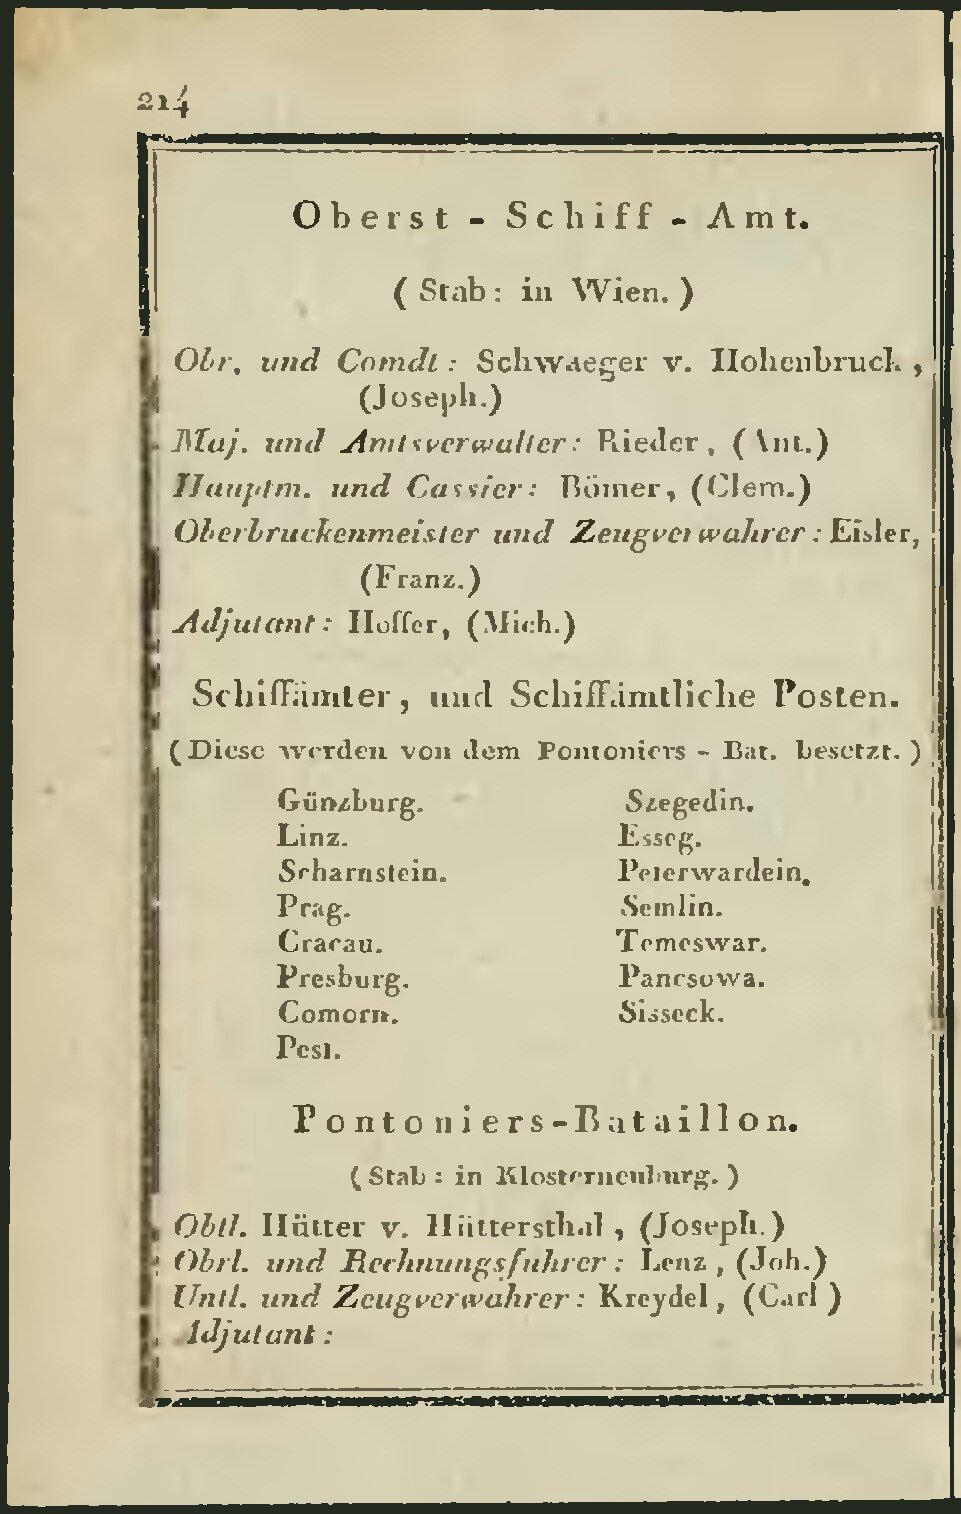 214
Oberst - Schiff - Amt.
( Stab: in Wien. )
Obr. und Comdt: Schwaeger v. Hohenbruck,
(Joseph.)
Maj. und Amtsverwalter: Rieder, (Ant.)
Hauptm. und Cassier: Börner, (Clem.)
Oberbruckenmeister und Zeugverwahrer: Eisler,
(Franz.)
Adjutant: Hoffer, (Mich.)
Schiffämter, und Schiffämtliche Posten.
(Diese werden von dem Pontoniers - Bat. besetzt. )
Günzburg. Szegedin.
Linz. Esseg.
Scharnstein. Peterwardein.
Prag. Semlin.
Cracau. Temeswar.
Presburg. Pancsowa.
Comorn. Sisseck.
Pest.
Pontoniers-Bataillon.
( Stab: in Klosterneuburg. )
Obtl. Hütter v. Hüttersthal, (Joseph.)
Obrl. und Rechnungsfuhrer: Lenz, (Joh.)
Untl. und Zeugverwahrer: Kreydel, (Carl )
Adjutant: